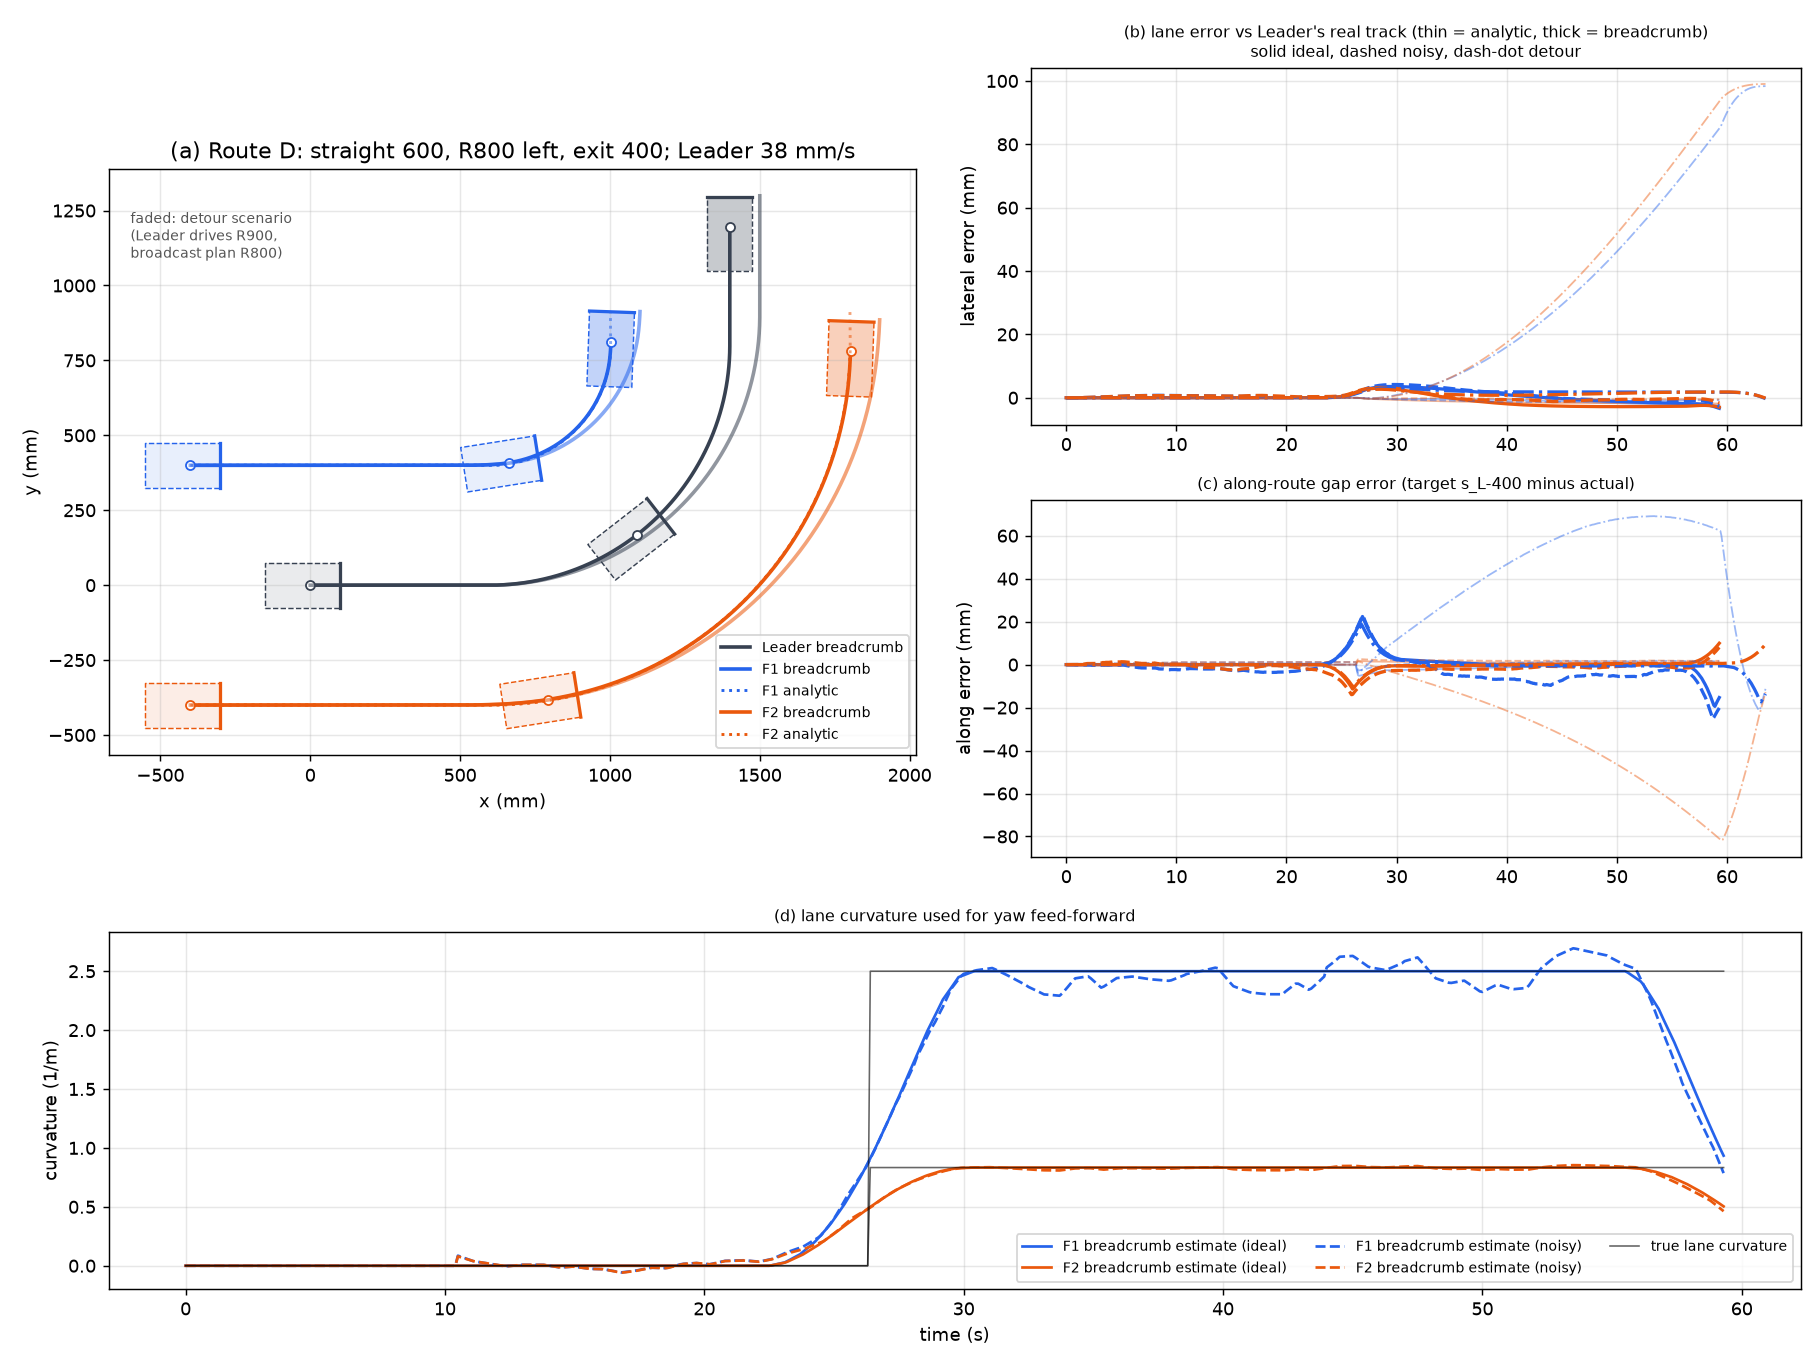 (a) Route D: straight 600, R800 left, exit 400; Leader 38 mm/s
faded: detour scenario
(Leader drives R900,
broadcast plan R800)
y (mm)
1250
1000
750
500
250
0
−250
−500
−500
0
500
1000
1500
2000
x (mm)
Leader breadcrumb
F1 breadcrumb
F1 analytic
F2 breadcrumb
F2 analytic
(b) lane error vs Leader's real track (thin = analytic, thick = breadcrumb)
solid ideal, dashed noisy, dash-dot detour
lateral error (mm)
100
80
60
40
20
0
0
10
20
30
40
50
60
(c) along-route gap error (target s_L-400 minus actual)
along error (mm)
60
40
20
0
−20
−40
−60
−80
0
10
20
30
40
50
60
(d) lane curvature used for yaw feed-forward
curvature (1/m)
2.5
2.0
1.5
1.0
0.5
0.0
0
10
20
30
40
50
60
time (s)
F1 breadcrumb estimate (ideal)
F2 breadcrumb estimate (ideal)
F1 breadcrumb estimate (noisy)
F2 breadcrumb estimate (noisy)
true lane curvature